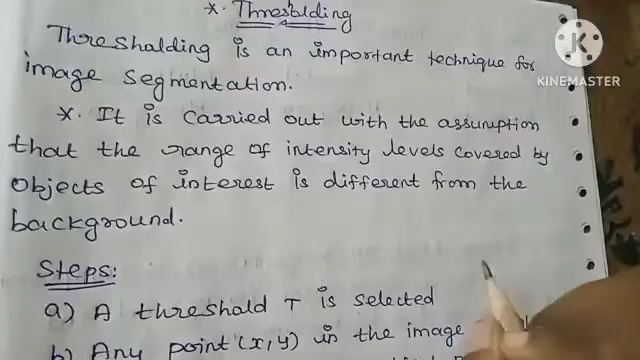 * Thresholding
Thresholding is an important technique for
image segmentation.
KINEMASTER
* It is carried out with the assumption
that the range of intensity levels covered by
objects of interest is different from the
background.
Steps:
a) A threshold T is selected
b) Any point (x,y) in the image